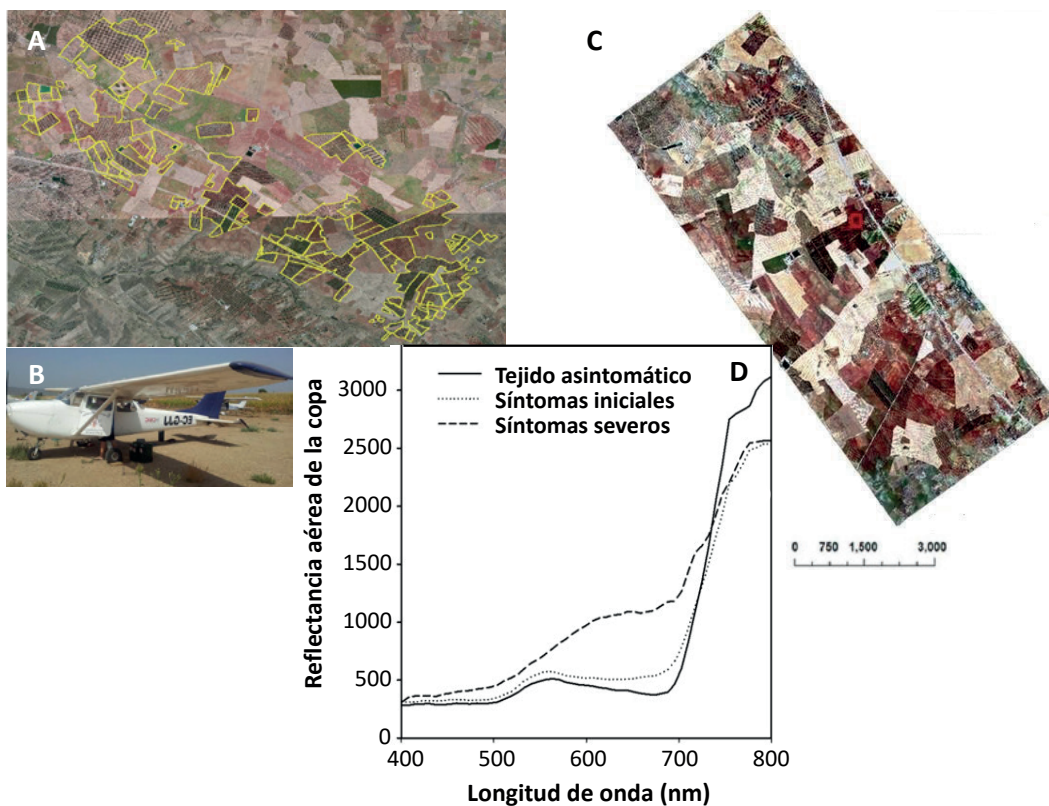 A
C
B
D
Tejido asintomático
Síntomas iniciales
Síntomas severos
Reflectancia aérea de la copa
3000
2500
2000
1500
1000
500
0
400 500 600 700 800
Longitud de onda (nm)
0 750 1,500 3,000